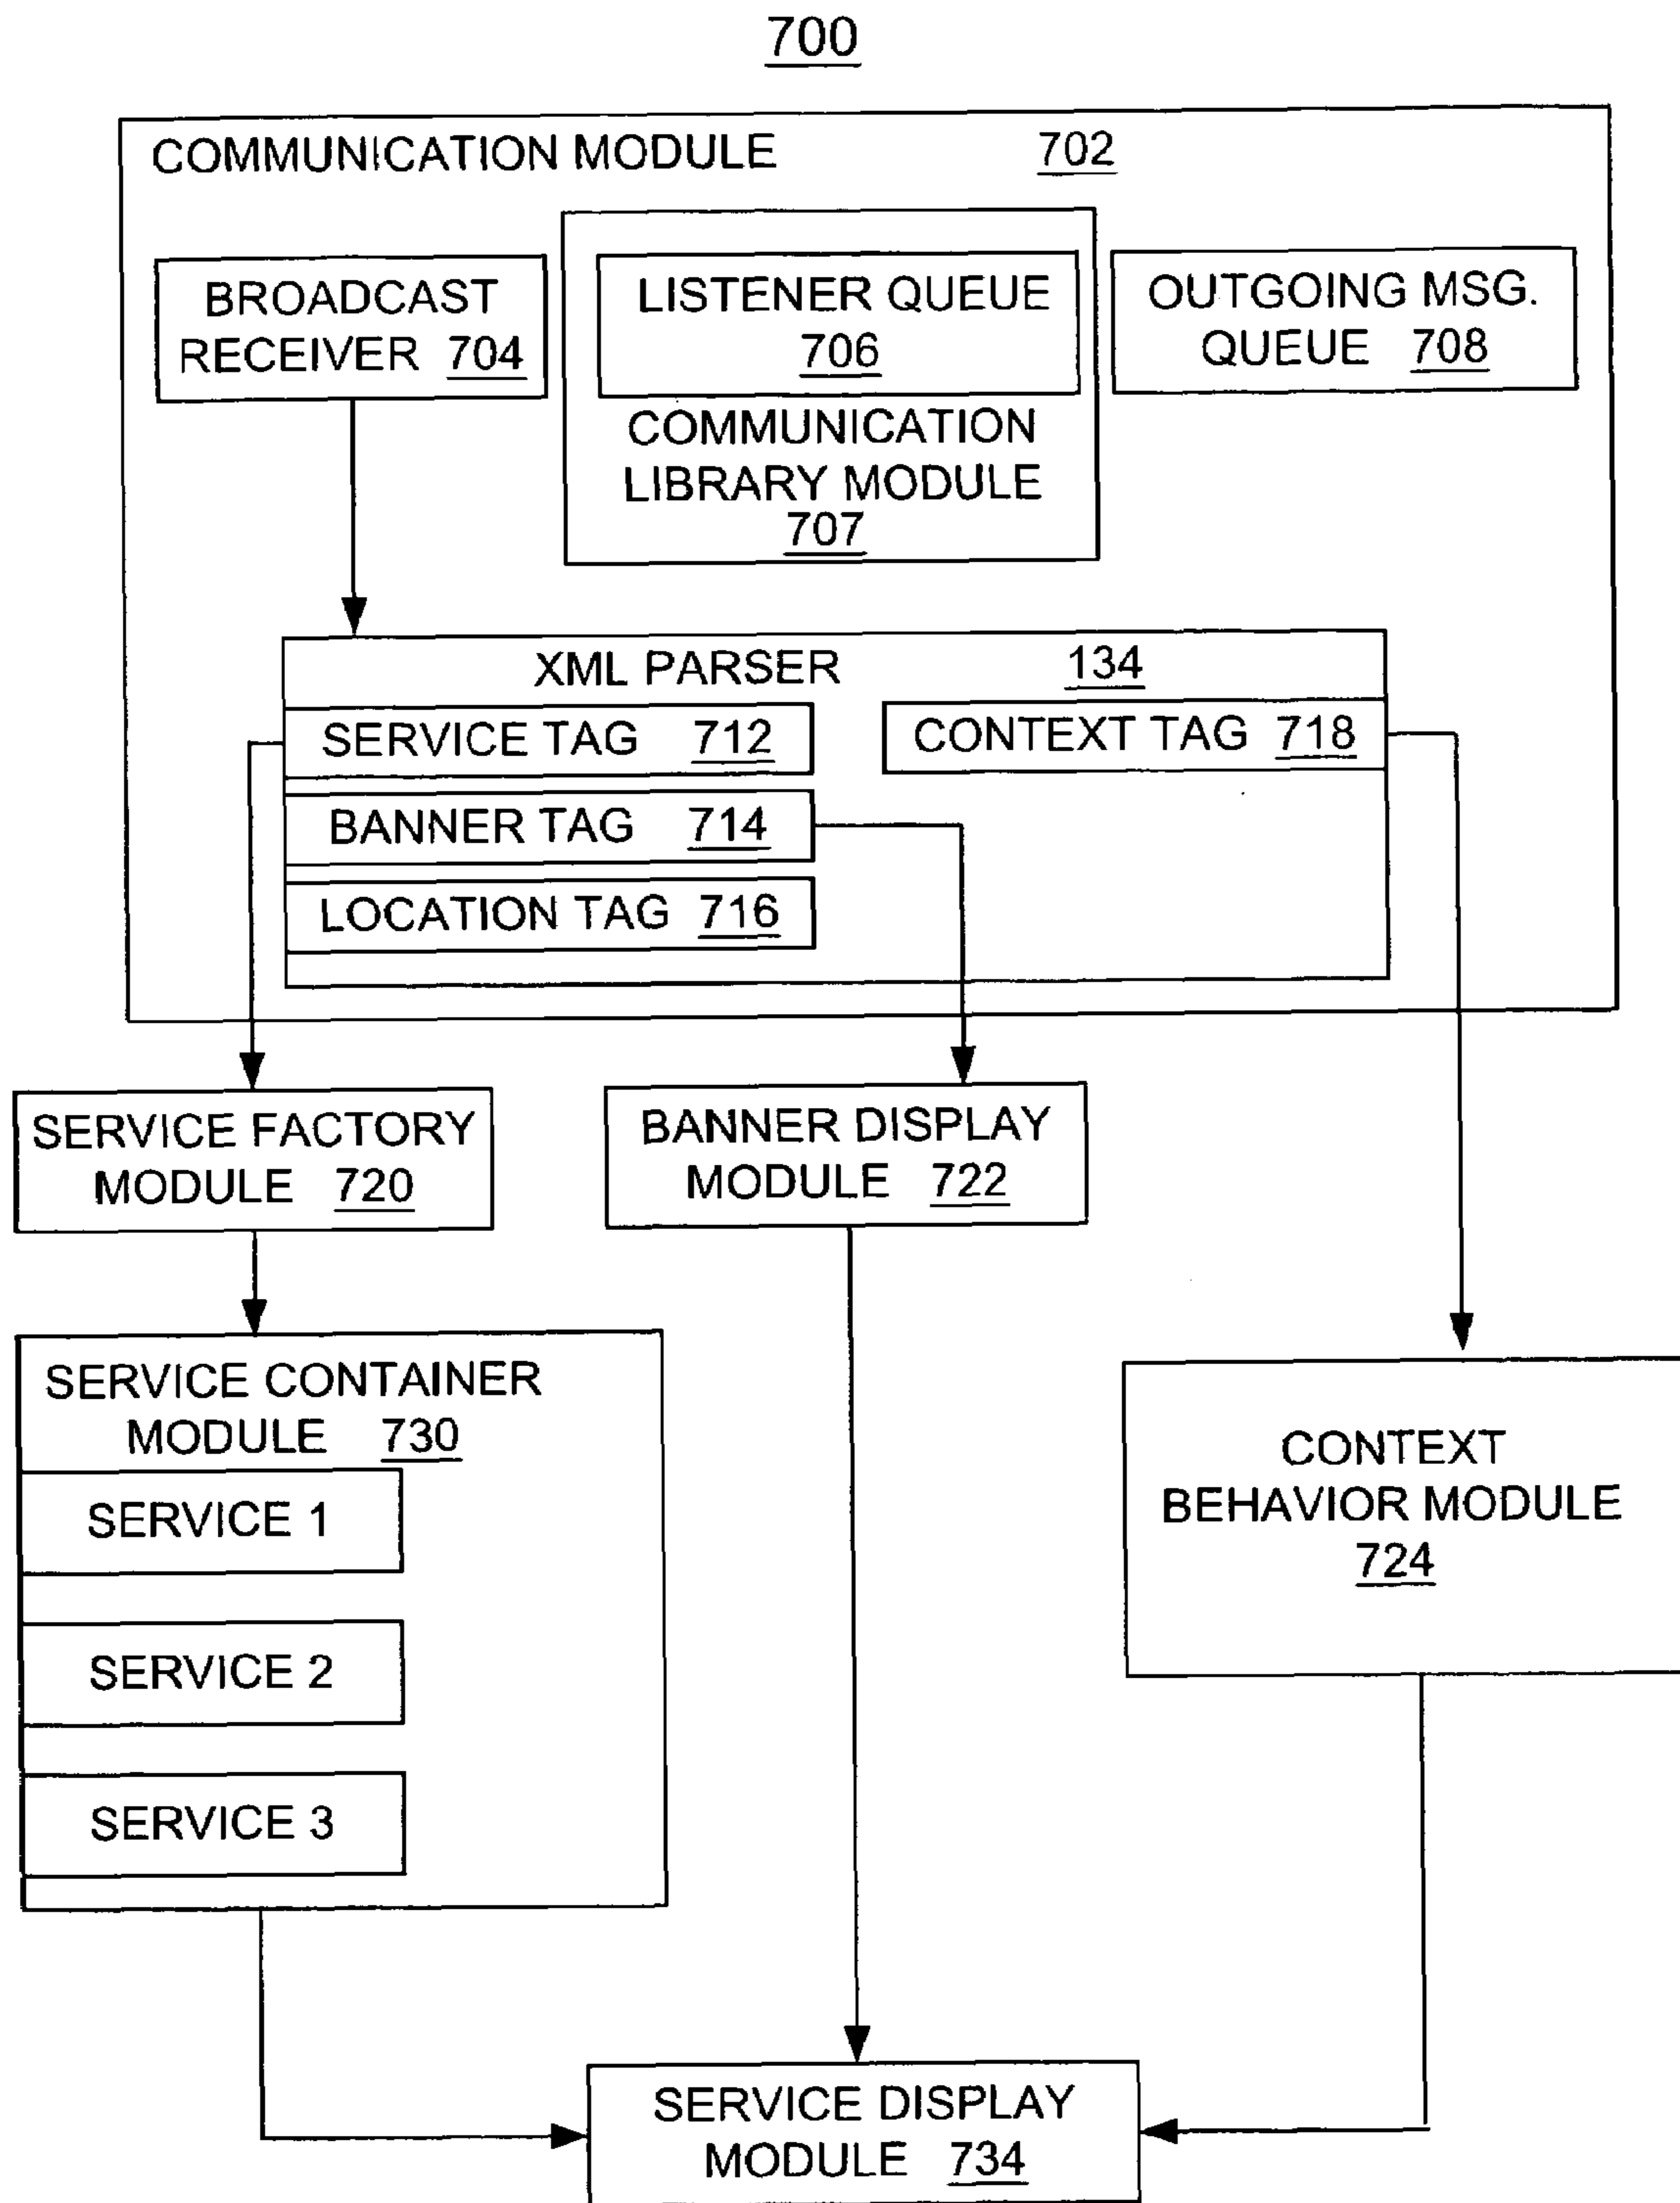 700
COMMUNICATION MODULE 702
BROADCAST
RECEIVER 704
LISTENER QUEUE
706
COMMUNICATION
LIBRARY MODULE
707
OUTGOING MSG.
QUEUE 708
XML PARSER 134
SERVICE TAG 712
CONTEXT TAG 718
BANNER TAG 714
LOCATION TAG 716
SERVICE FACTORY
MODULE 720
BANNER DISPLAY
MODULE 722
SERVICE CONTAINER
MODULE 730
SERVICE 1
SERVICE 2
SERVICE 3
CONTEXT
BEHAVIOR MODULE
724
SERVICE DISPLAY
MODULE 734